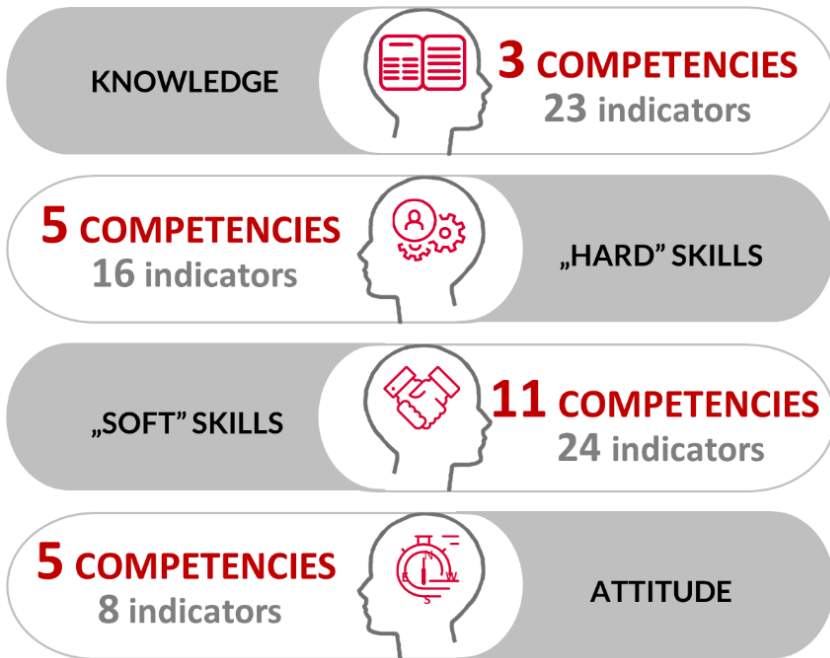 KNOWLEDGE
3 COMPETENCIES
23 indicators
5 COMPETENCIES
16 indicators
„HARD” SKILLS
„SOFT” SKILLS
11 COMPETENCIES
24 indicators
5 COMPETENCIES
8 indicators
N
E W
S
ATTITUDE